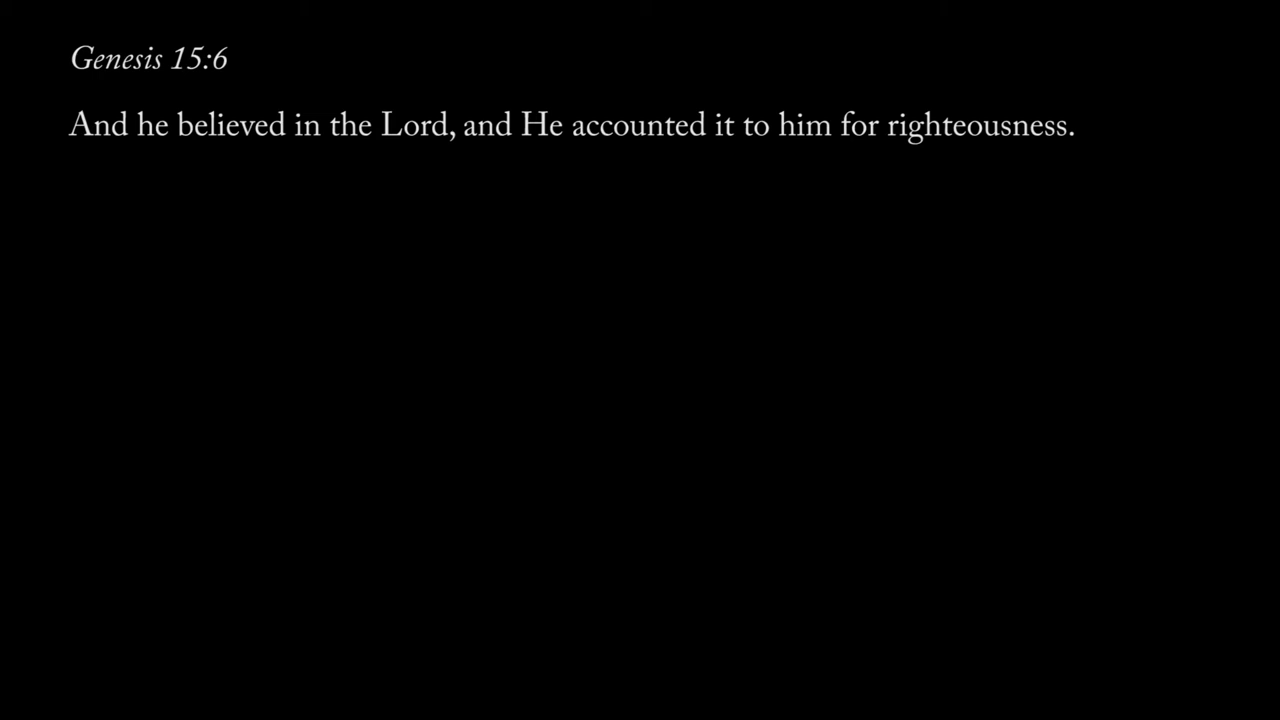 Genesis 15:6
And he believed in the Lord, and He accounted it to him for righteousness.